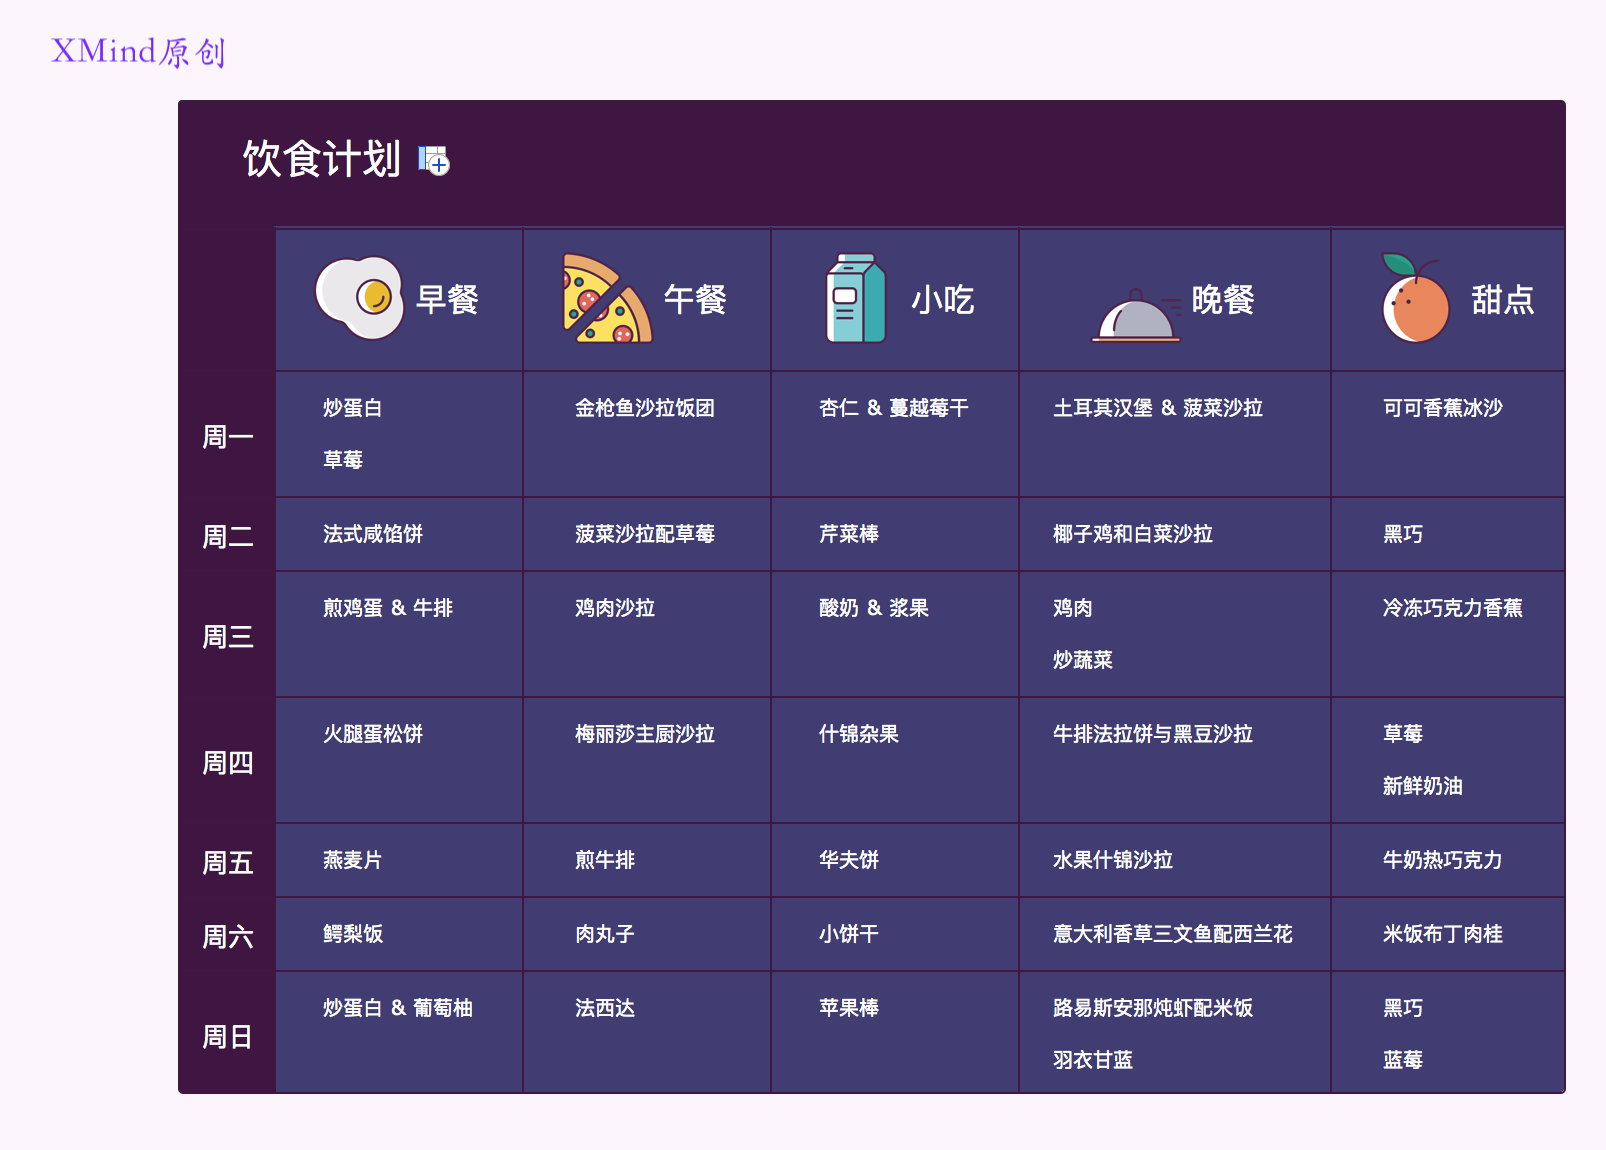 XMind原创
饮食计划
早餐 午餐 小吃 晚餐 甜点
周一 炒蛋白 金枪鱼沙拉饭团 杏仁 & 蔓越莓干 土耳其汉堡 & 菠菜沙拉 可可香蕉冰沙
草莓
周二 法式咸馅饼 菠菜沙拉配草莓 芹菜棒 椰子鸡和白菜沙拉 黑巧
周三 煎鸡蛋 & 牛排 鸡肉沙拉 酸奶 & 浆果 鸡肉 冷冻巧克力香蕉
炒蔬菜
周四 火腿蛋松饼 梅丽莎主厨沙拉 什锦杂果 牛排法拉饼与黑豆沙拉 草莓
新鲜奶油
周五 燕麦片 煎牛排 华夫饼 水果什锦沙拉 牛奶热巧克力
周六 鳄梨饭 肉丸子 小饼干 意大利香草三文鱼配西兰花 米饭布丁肉桂
周日 炒蛋白 & 葡萄柚 法西达 苹果棒 路易斯安那炖虾配米饭 黑巧
羽衣甘蓝 蓝莓